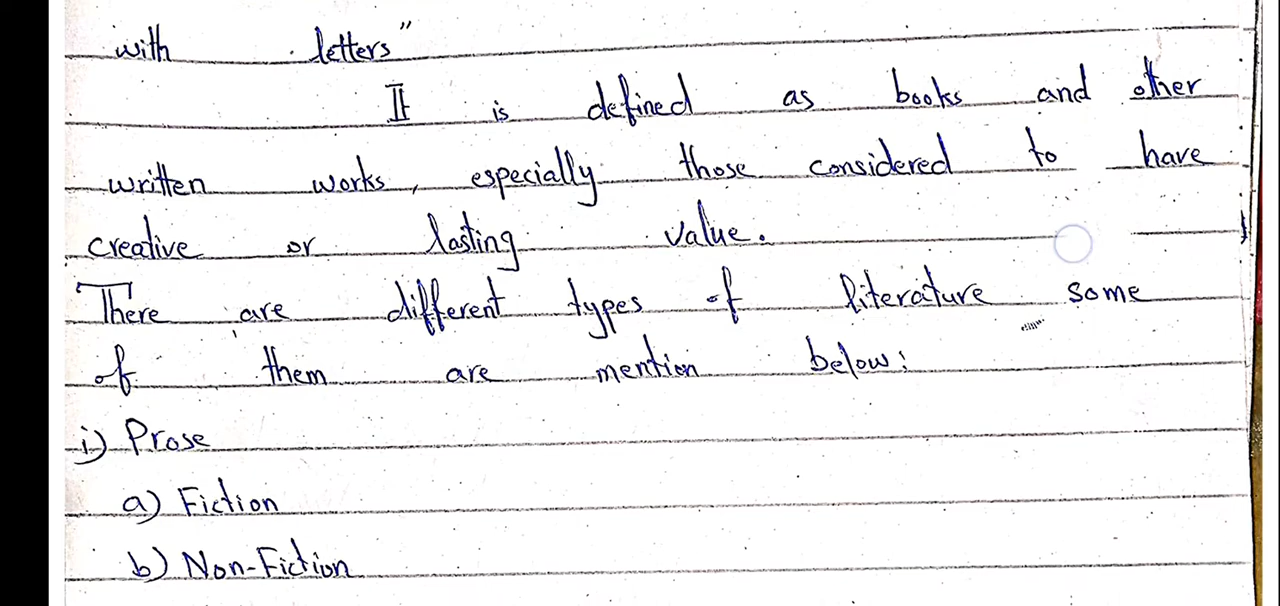 with letters"
It is defined as books and other
written works, especially those considered to have
creative or lasting value.
There are different types of literature some
of them are mention below:
i) Prose
a) Fiction
b) Non-Fiction